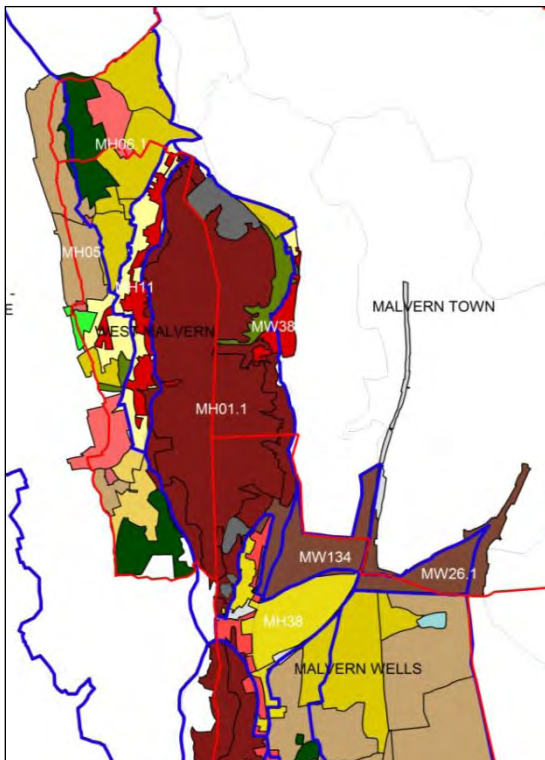 MH06.1
MH05
MH11
E
MALVERN TOWN
WEST MALVERN
MW38
MH01.1
MW134
MW26.1
MH38
MALVERN WELLS